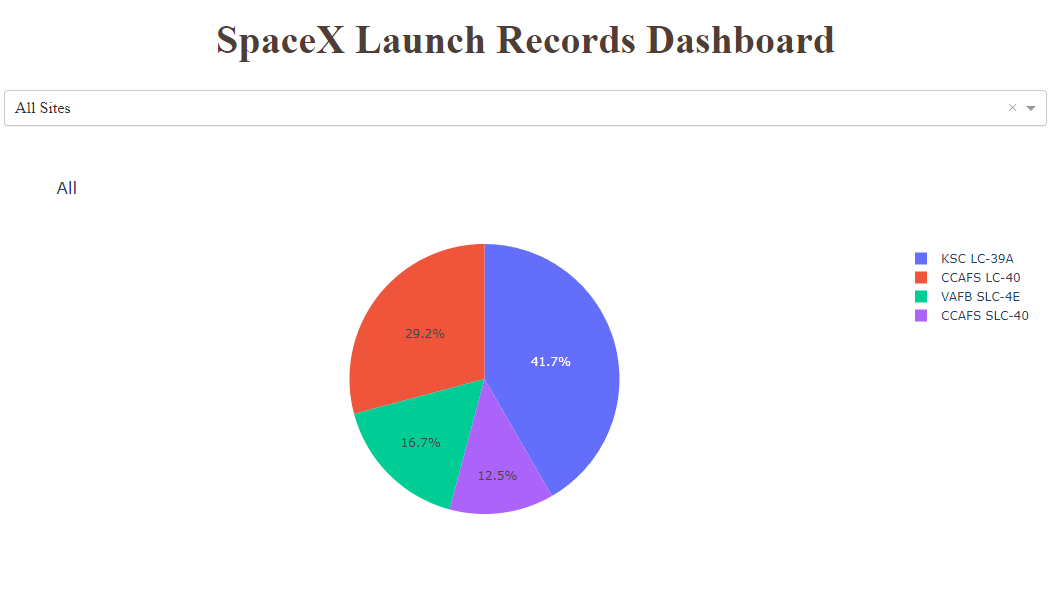 SpaceX Launch Records Dashboard
All Sites
All
KSC LC-39A
CCAFS LC-40
VAFB SLC-4E
CCAFS SLC-40
29.2%
41.7%
16.7%
12.5%